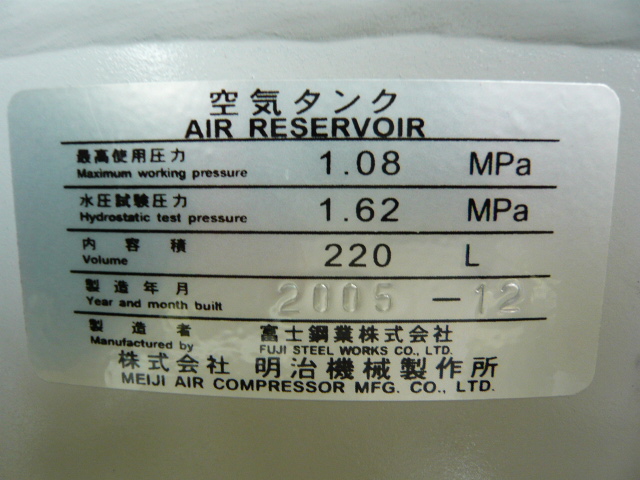 空気タンク
AIR RESERVOIR
最高使用圧力 1.08 MPa
Maximum working pressure
水圧試験圧力 1.62 MPa
Hydrostatic test pressure
内容積 220 L
Volume
製造年月 2005-12
Year and month built
製造者 富士鋼業株式会社
Manufactured by FUJI STEEL WORKS CO., LTD.
株式会社 明治機械製作所
MEIJI AIR COMPRESSOR MFG. CO., LTD.